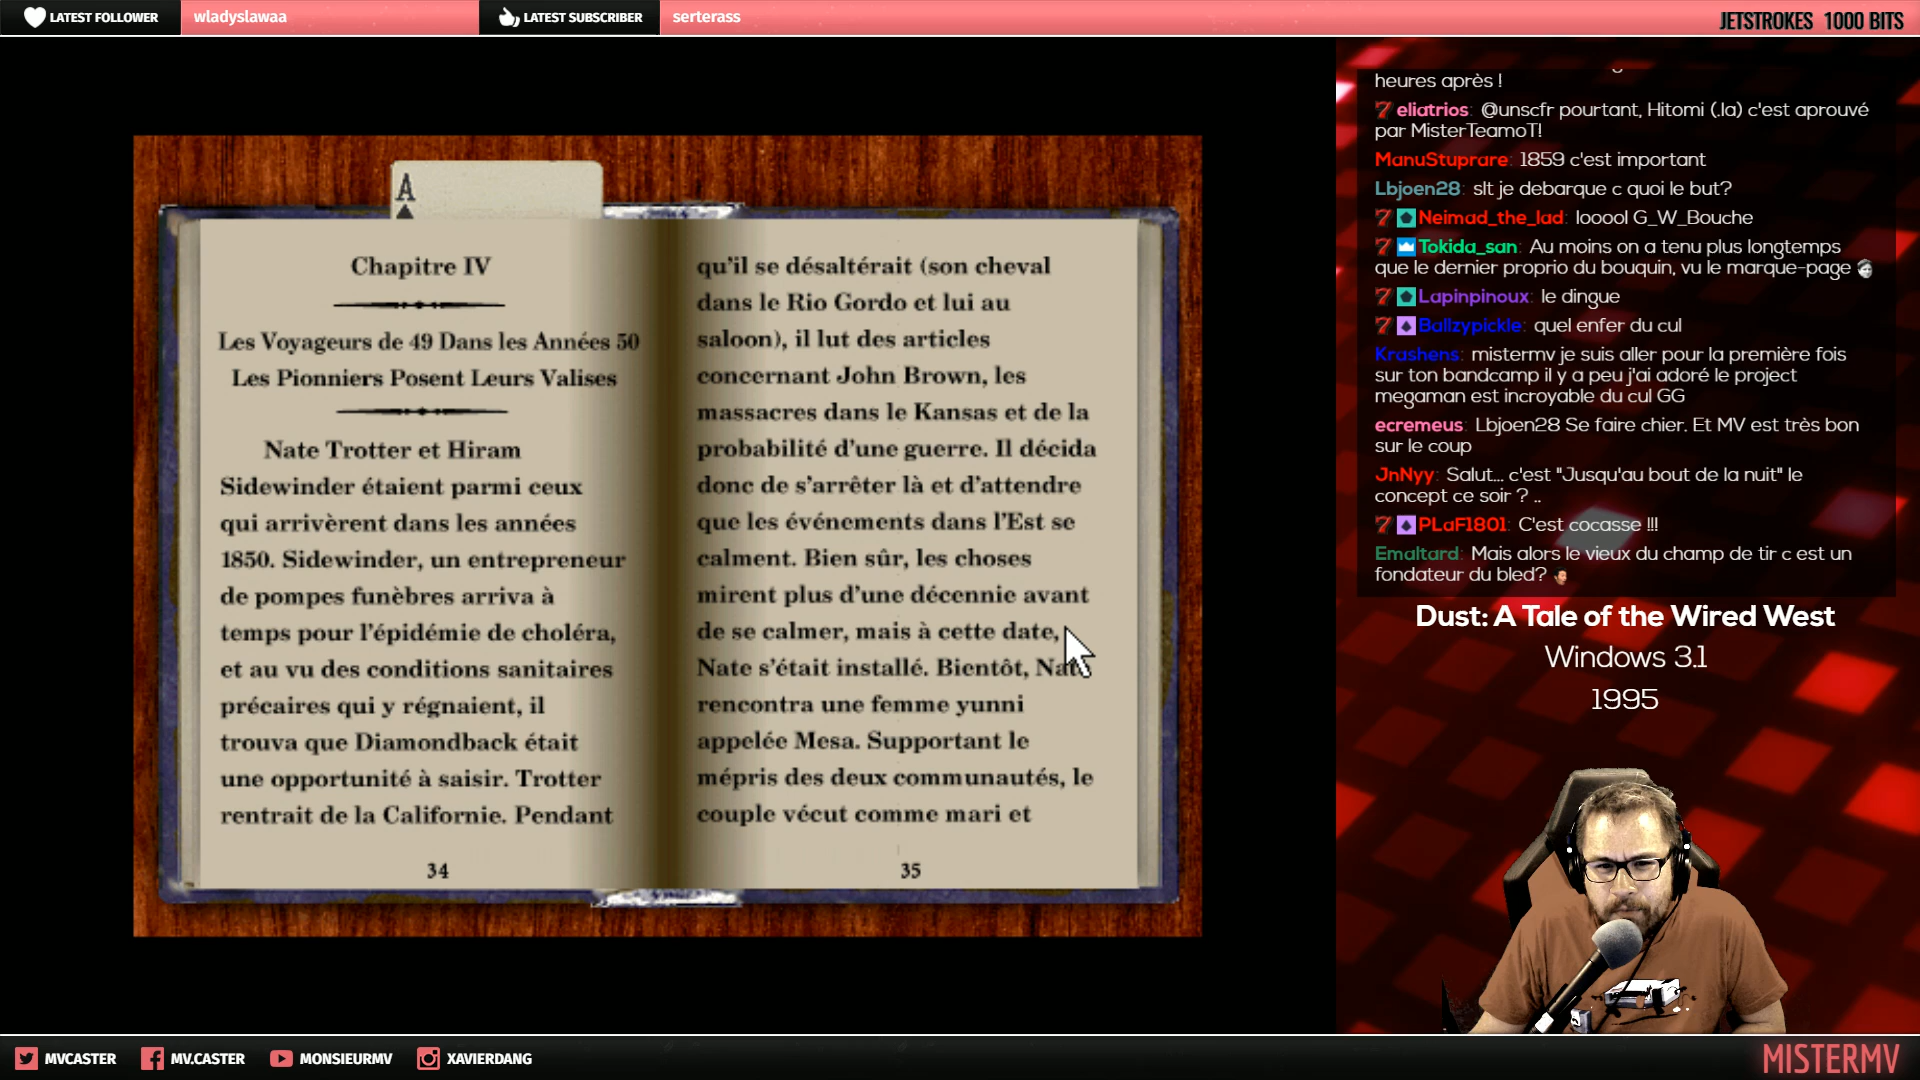 LATEST FOLLOWER wladyslawaa LATEST SUBSCRIBER serterass JETSTROKES 1000 BITS
A
Chapitre IV
Les Voyageurs de 49 Dans les Années 50
Les Pionniers Posent Leurs Valises
Nate Trotter et Hiram
Sidewinder étaient parmi ceux
qui arrivèrent dans les années
1850. Sidewinder, un entrepreneur
de pompes funèbres arriva à
temps pour l'épidémie de choléra,
et au vu des conditions sanitaires
précaires qui y régnaient, il
trouva que Diamondback était
une opportunité à saisir. Trotter
rentrait de la Californie. Pendant
34
qu'il se désaltérait (son cheval
dans le Rio Gordo et lui au
saloon), il lut des articles
concernant John Brown, les
massacres dans le Kansas et de la
probabilité d'une guerre. Il décida
donc de s'arrêter là et d'attendre
que les événements dans l'Est se
calment. Bien sûr, les choses
mirent plus d'une décennie avant
de se calmer, mais à cette date,
Nate s'était installé. Bientôt, Nate
rencontra une femme yunni
appelée Mesa. Supportant le
mépris des deux communautés, le
couple vécut comme mari et
35
heures après !
7 eliatrios: @unscfr pourtant, Hitomi (.la) c'est aprouvé
par MisterTeamoT!
ManuStuprare: 1859 c'est important
Lbjoen28: slt je debarque c quoi le but?
7 Neimad_the_lad: looool G_W_Bouche
7 Tokida_san: Au moins on a tenu plus longtemps
que le dernier proprio du bouquin, vu le marque-page
7 Lapinpinoux: le dingue
7 Ballzypickle: quel enfer du cul
Krashens: mistermv je suis aller pour la première fois
sur ton bandcamp il y a peu j'ai adoré le project
megaman est incroyable du cul GG
ecremeus: Lbjoen28 Se faire chier. Et MV est très bon
sur le coup
JnNyy: Salut... c'est "Jusqu'au bout de la nuit" le
concept ce soir ? ..
7 PLaF1801: C'est cocasse !!!
Emaltard: Mais alors le vieux du champ de tir c est un
fondateur du bled?
Dust: A Tale of the Wired West
Windows 3.1
1995
MVCASTER MV.CASTER MONSIEURMV XAVIERDANG MISTERMV